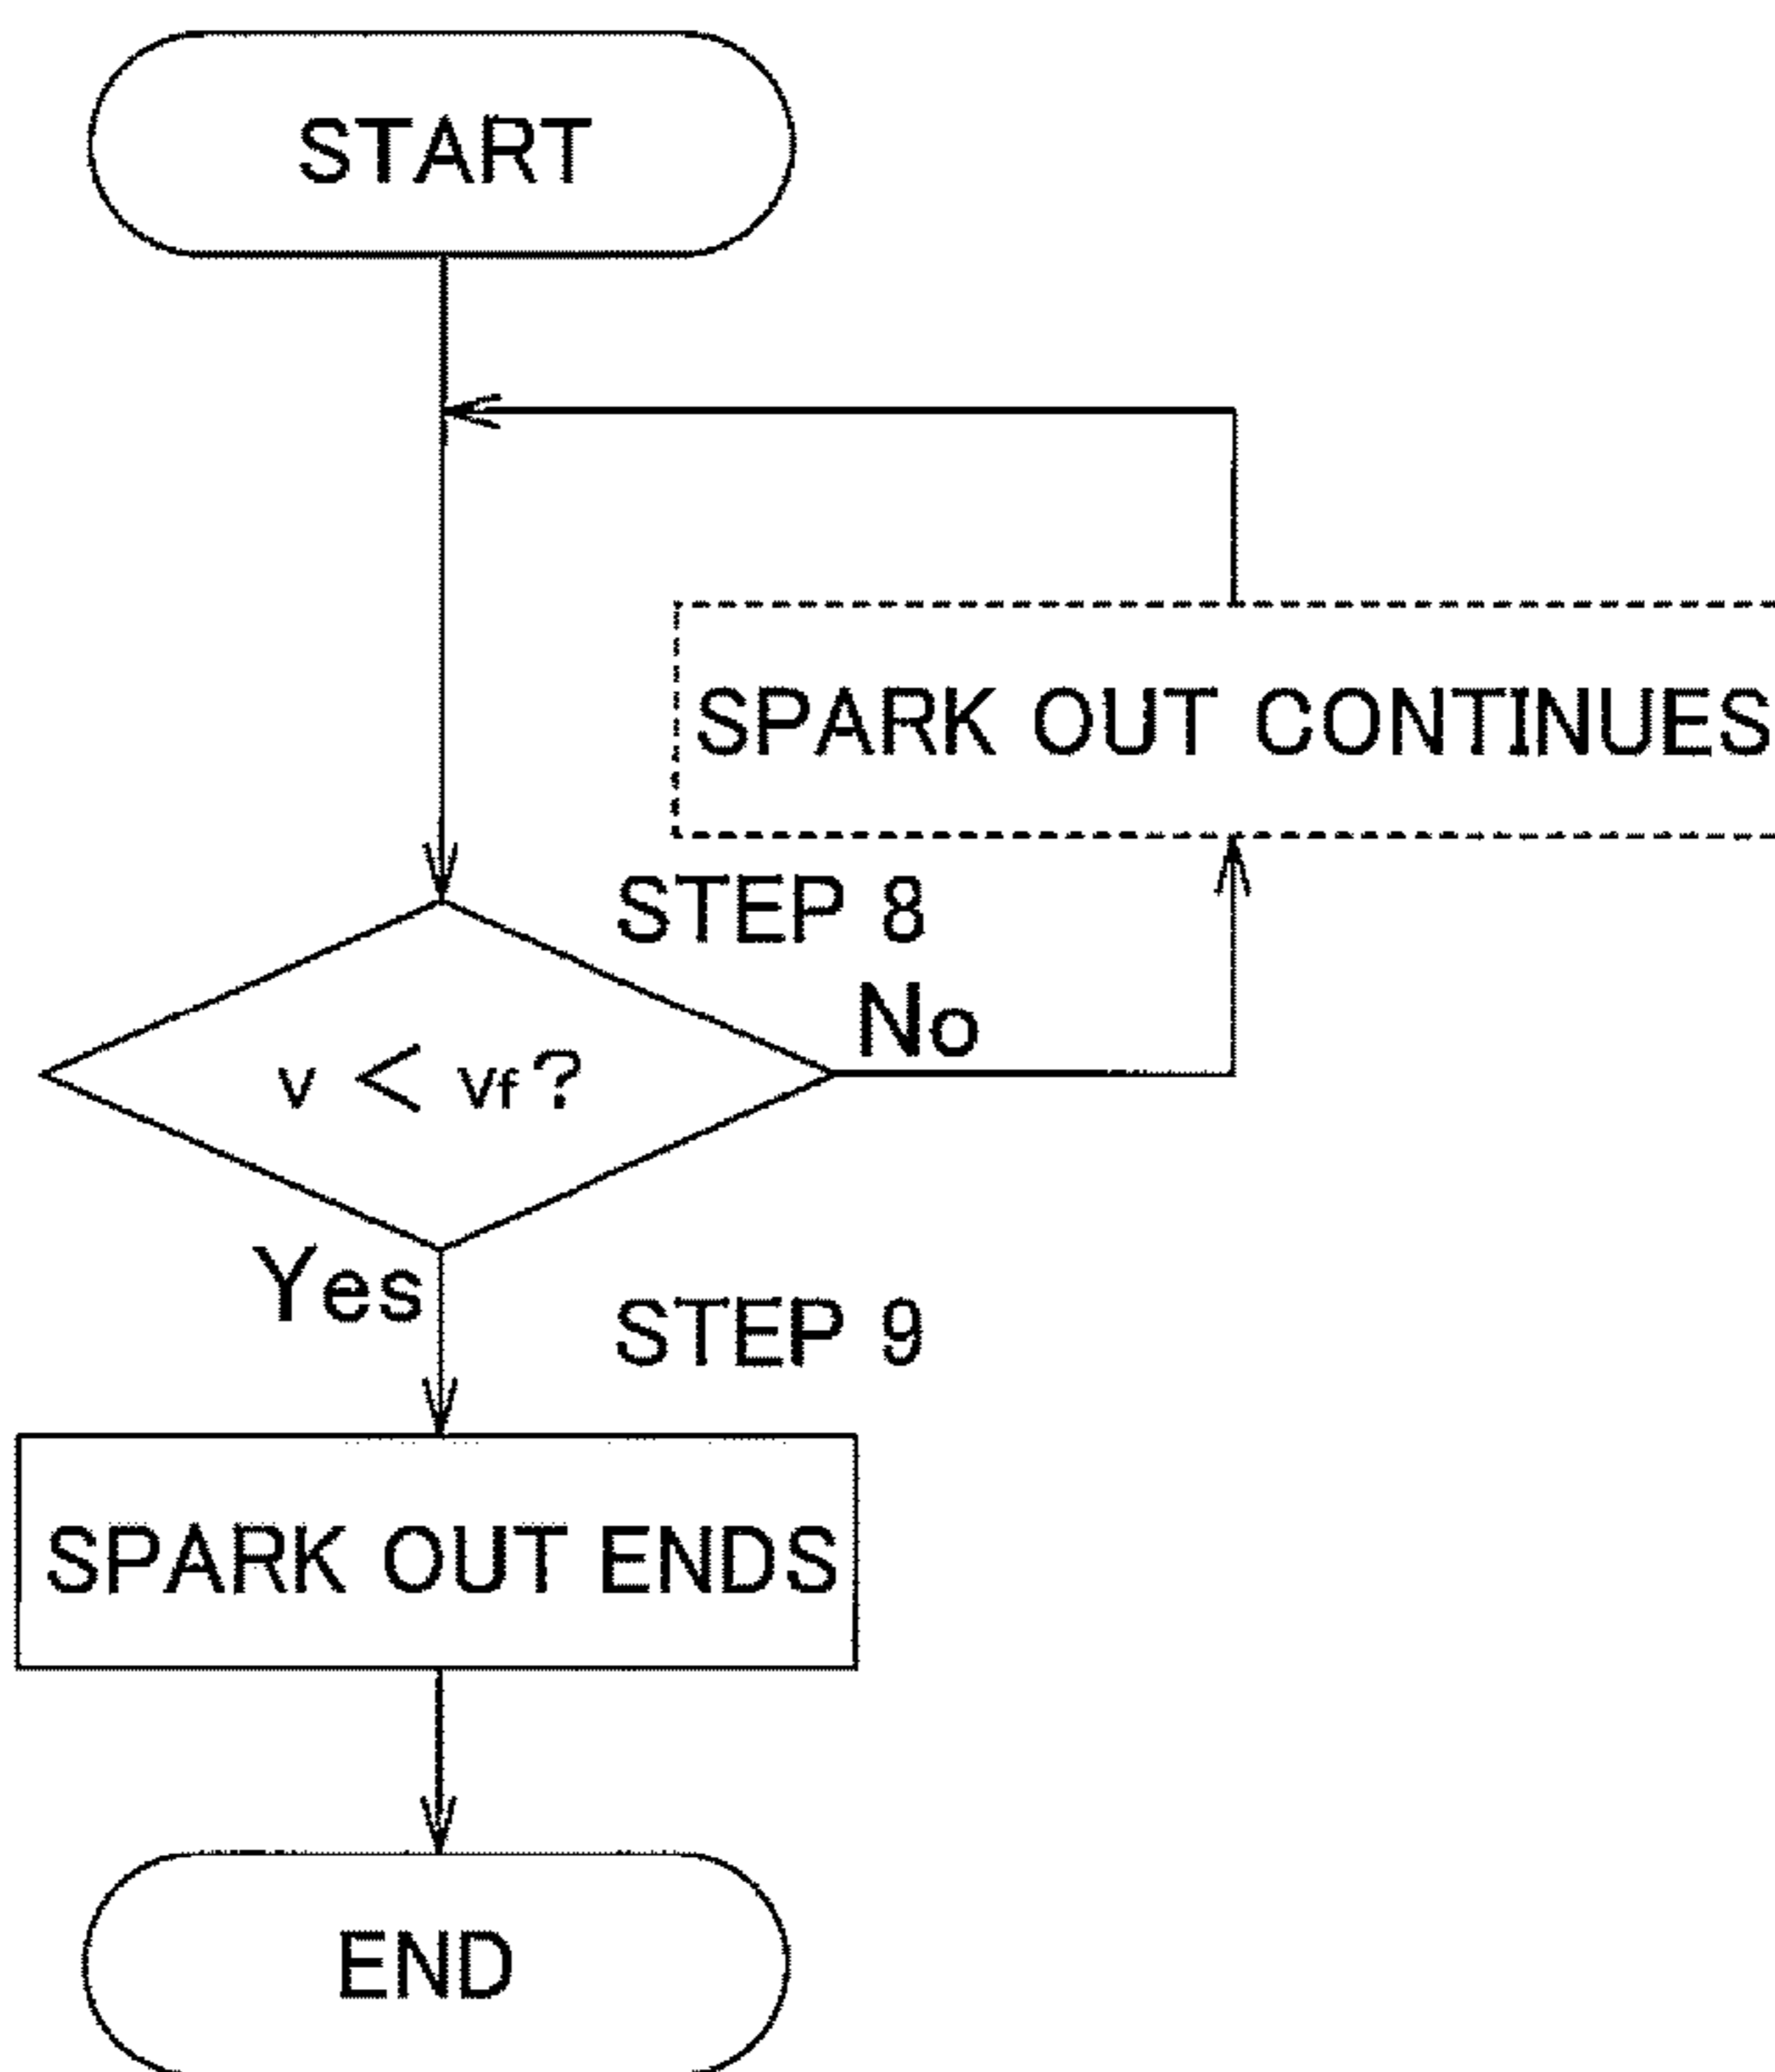 START
SPARK OUT CONTINUES
STEP 8
No
v < vf?
Yes
STEP 9
SPARK OUT ENDS
END